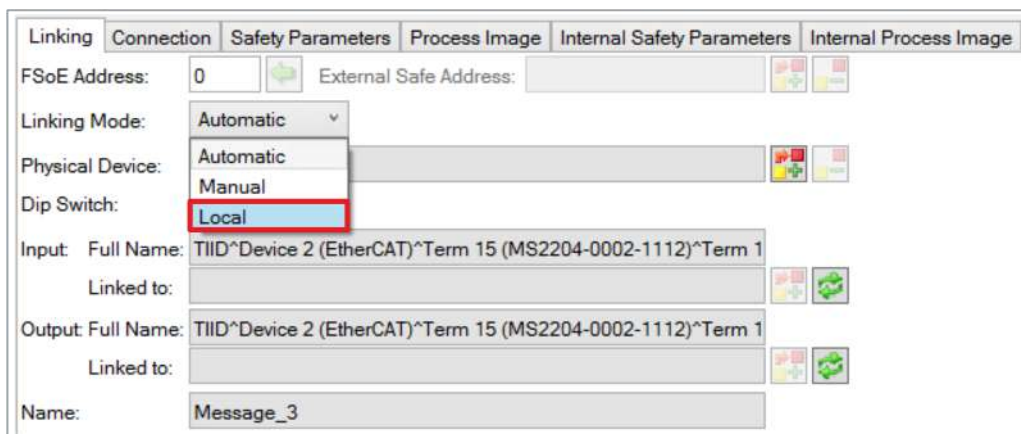 Linking Connection Safety Parameters Process Image Internal Safety Parameters Internal Process Image
FSoE Address: 0 External Safe Address:
Linking Mode: Automatic
Automatic
Physical Device:
Manual
Dip Switch:
Local
Input: Full Name: TIID^Device 2 (EtherCAT)^Term 15 (MS2204-0002-1112)^Term 1
Linked to:
Output: Full Name: TIID^Device 2 (EtherCAT)^Term 15 (MS2204-0002-1112)^Term 1
Linked to:
Name: Message_3